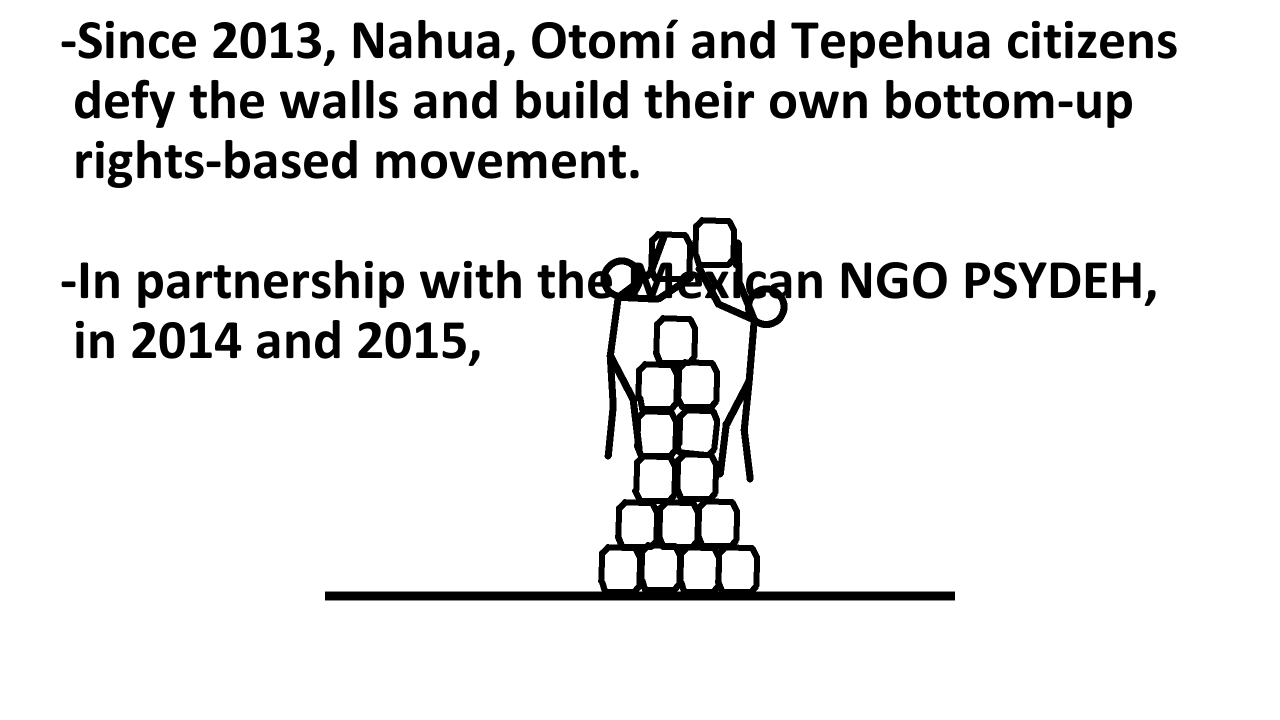 -Since 2013, Nahua, Otomí and Tepehua citizens
defy the walls and build their own bottom-up
rights-based movement.
-In partnership with the Mexican NGO PSYDEH,
in 2014 and 2015,